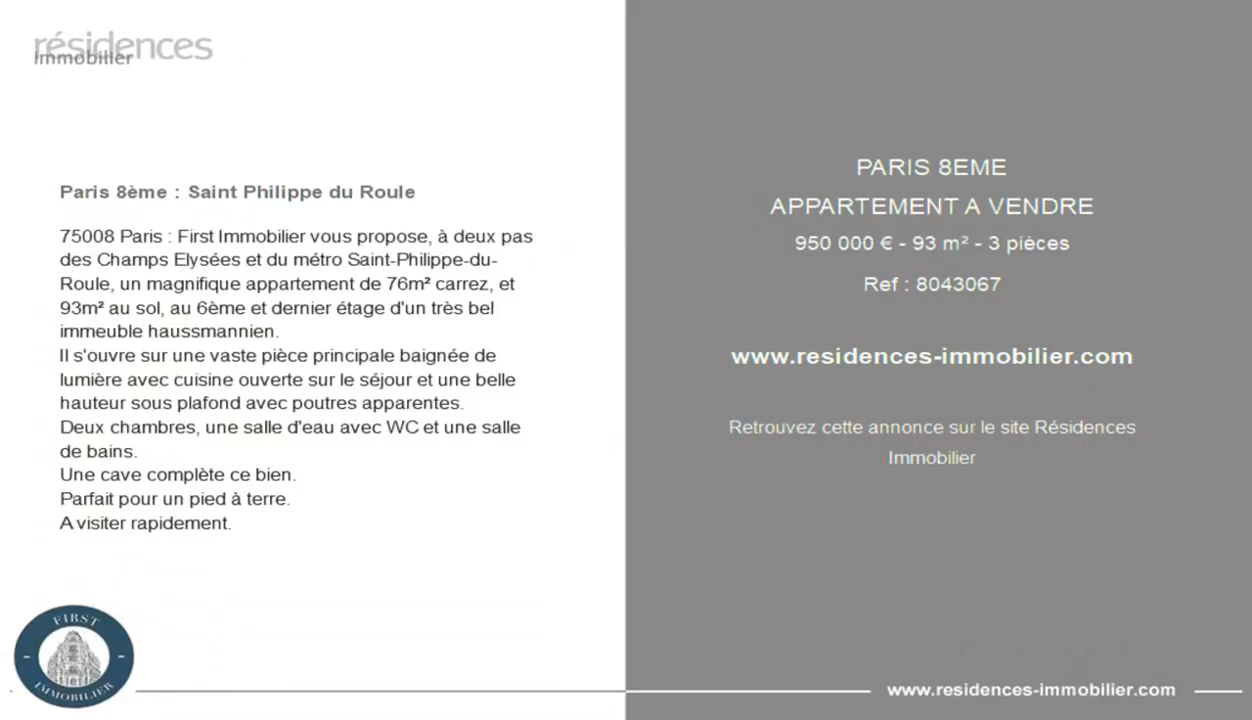 résidences
Immobilier
Paris 8ème : Saint Philippe du Roule
75008 Paris : First Immobilier vous propose, à deux pas
des Champs Elysées et du métro Saint-Philippe-du-
Roule, un magnifique appartement de 76m² carrez, et
93m² au sol, au 6ème et dernier étage d'un très bel
immeuble haussmannien.
Il s'ouvre sur une vaste pièce principale baignée de
lumière avec cuisine ouverte sur le séjour et une belle
hauteur sous plafond avec poutres apparentes.
Deux chambres, une salle d'eau avec WC et une salle
de bains.
Une cave complète ce bien.
Parfait pour un pied à terre.
A visiter rapidement.
FIRST
IMMOBILIER
PARIS 8EME
APPARTEMENT A VENDRE
950 000 € - 93 m² - 3 pièces
Ref : 8043067
www.residences-immobilier.com
Retrouvez cette annonce sur le site Résidences
Immobilier
www.residences-immobilier.com